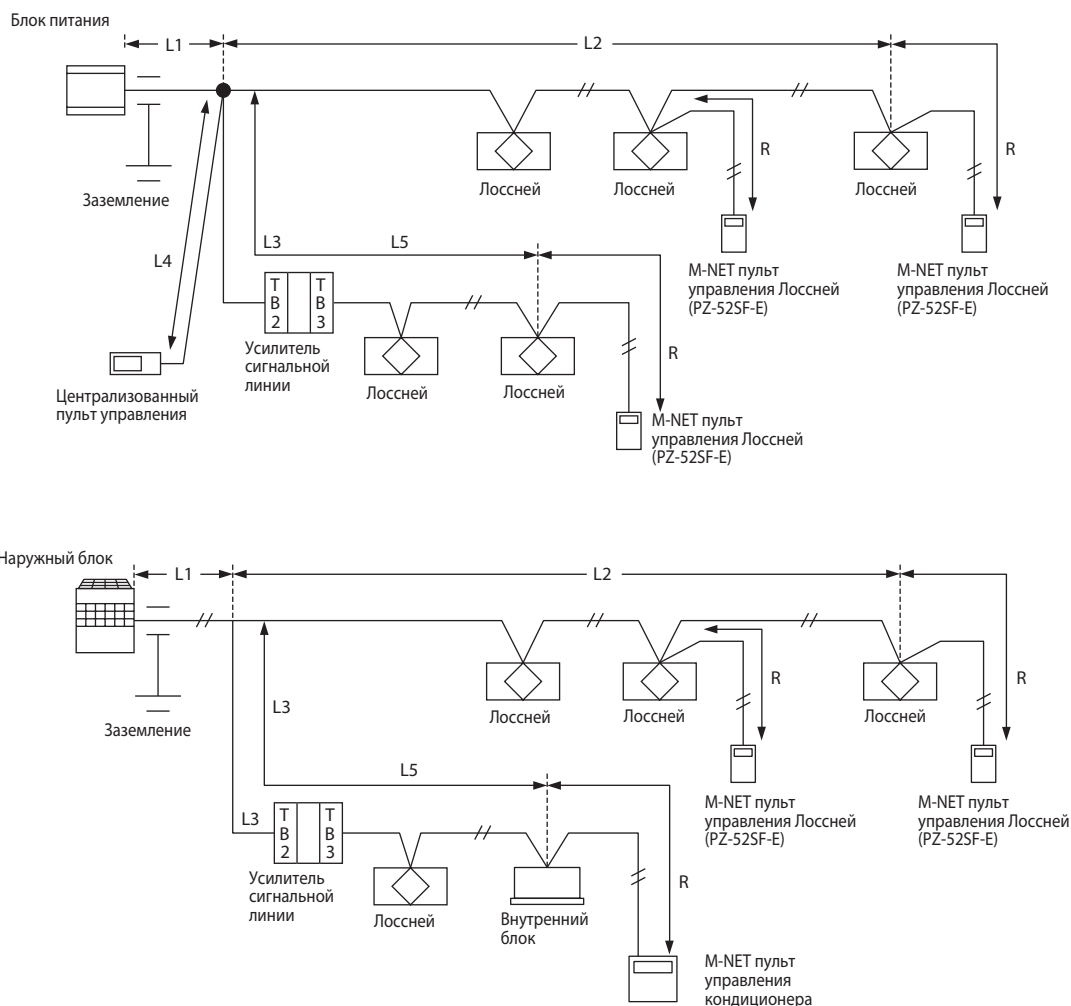 Блок питания
L1
L2
Заземление
L4
L3
L5
Лоссней
Лоссней
Лоссней
R
R
M-NET пульт
управления Лоссней
(PZ-52SF-E)
M-NET пульт
управления Лоссней
(PZ-52SF-E)
Т
В
2
Т
В
3
Усилитель
сигнальной
линии
Лоссней
Лоссней
R
M-NET пульт
управления Лоссней
(PZ-52SF-E)
Централизованный
пульт управления
Наружный блок
L1
L2
Заземление
L3
Лоссней
Лоссней
Лоссней
R
R
L5
L3
M-NET пульт
управления Лоссней
(PZ-52SF-E)
M-NET пульт
управления Лоссней
(PZ-52SF-E)
Т
В
2
Т
В
3
Усилитель
сигнальной
линии
Лоссней
Внутренний
блок
R
M-NET пульт
управления
кондиционера